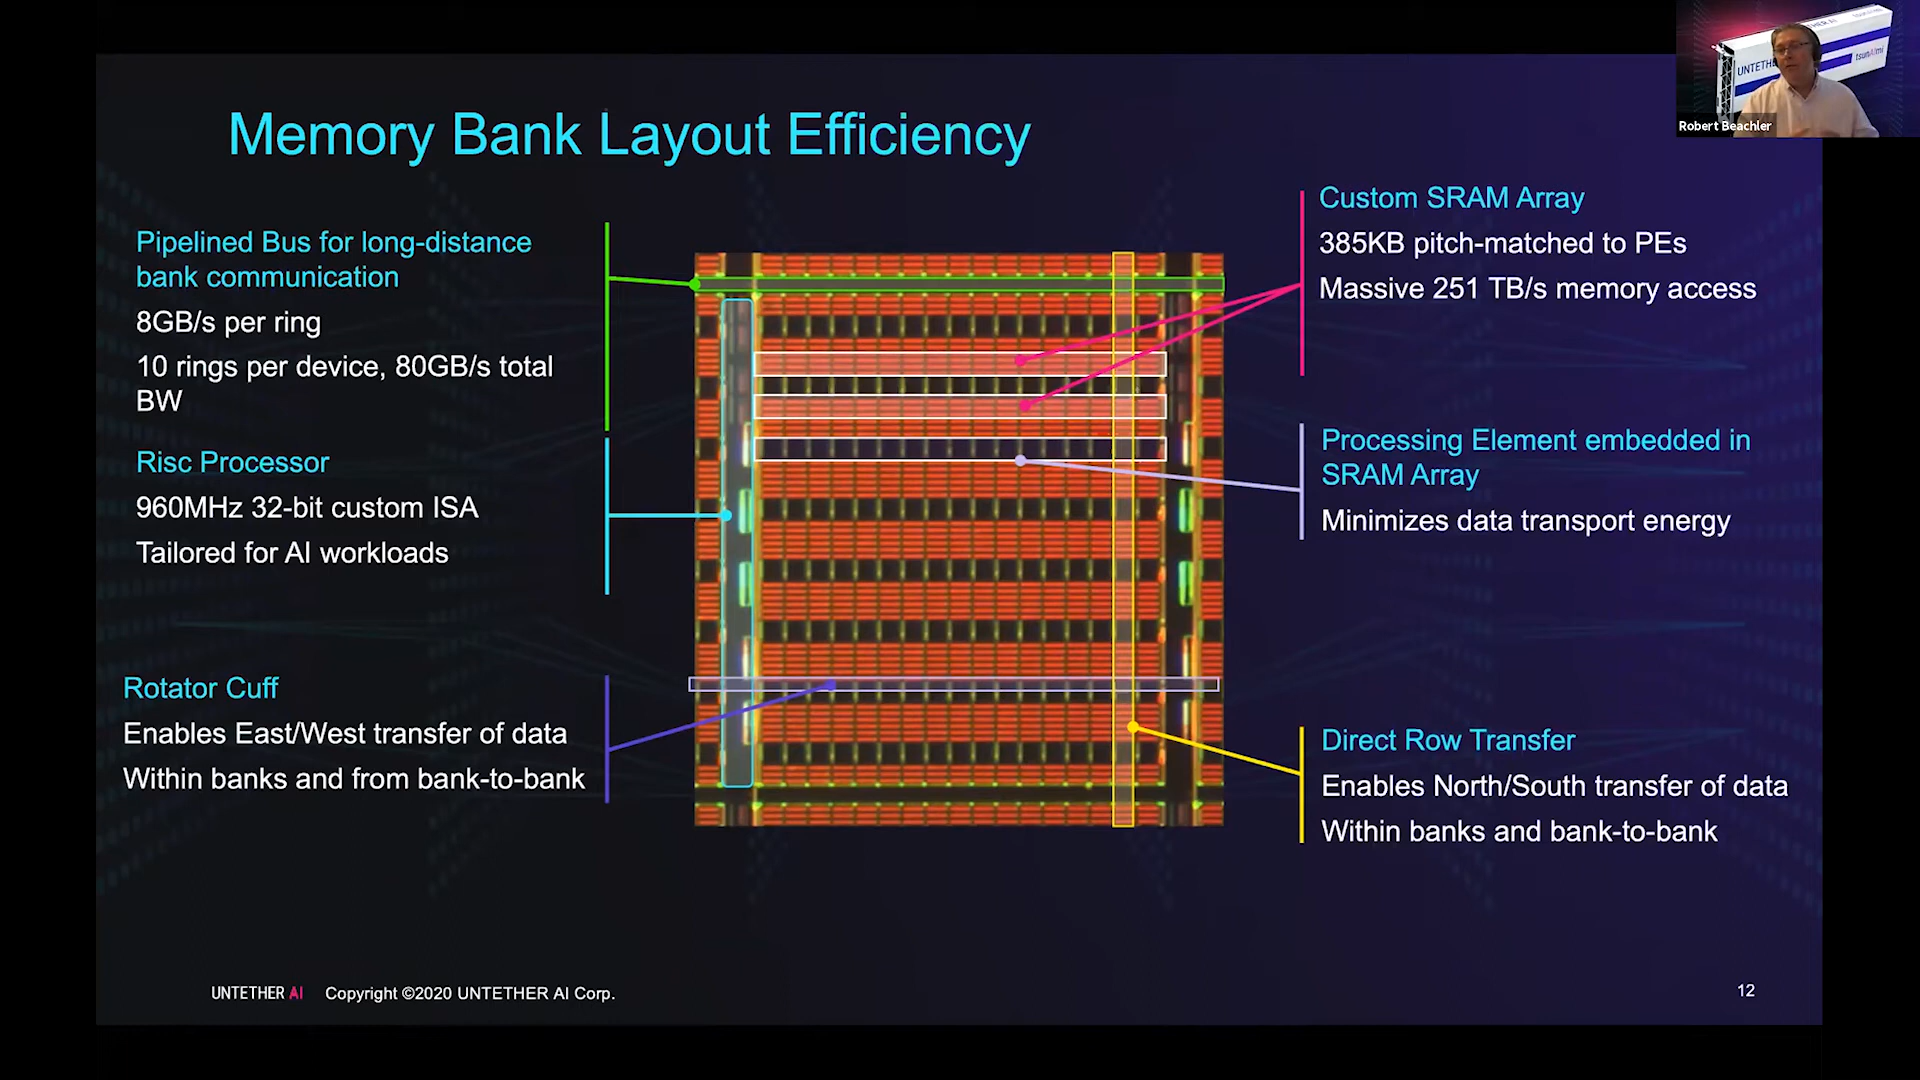 Memory Bank Layout Efficiency
Pipelined Bus for long-distance
bank communication
8GB/s per ring
10 rings per device, 80GB/s total
BW
Risc Processor
960MHz 32-bit custom ISA
Tailored for AI workloads
Rotator Cuff
Enables East/West transfer of data
Within banks and from bank-to-bank
Custom SRAM Array
385KB pitch-matched to PEs
Massive 251 TB/s memory access
Processing Element embedded in
SRAM Array
Minimizes data transport energy
Direct Row Transfer
Enables North/South transfer of data
Within banks and bank-to-bank
UNTETHER AI
Copyright ©2020 UNTETHER AI Corp.
12
tsunAImi
Robert Beachler